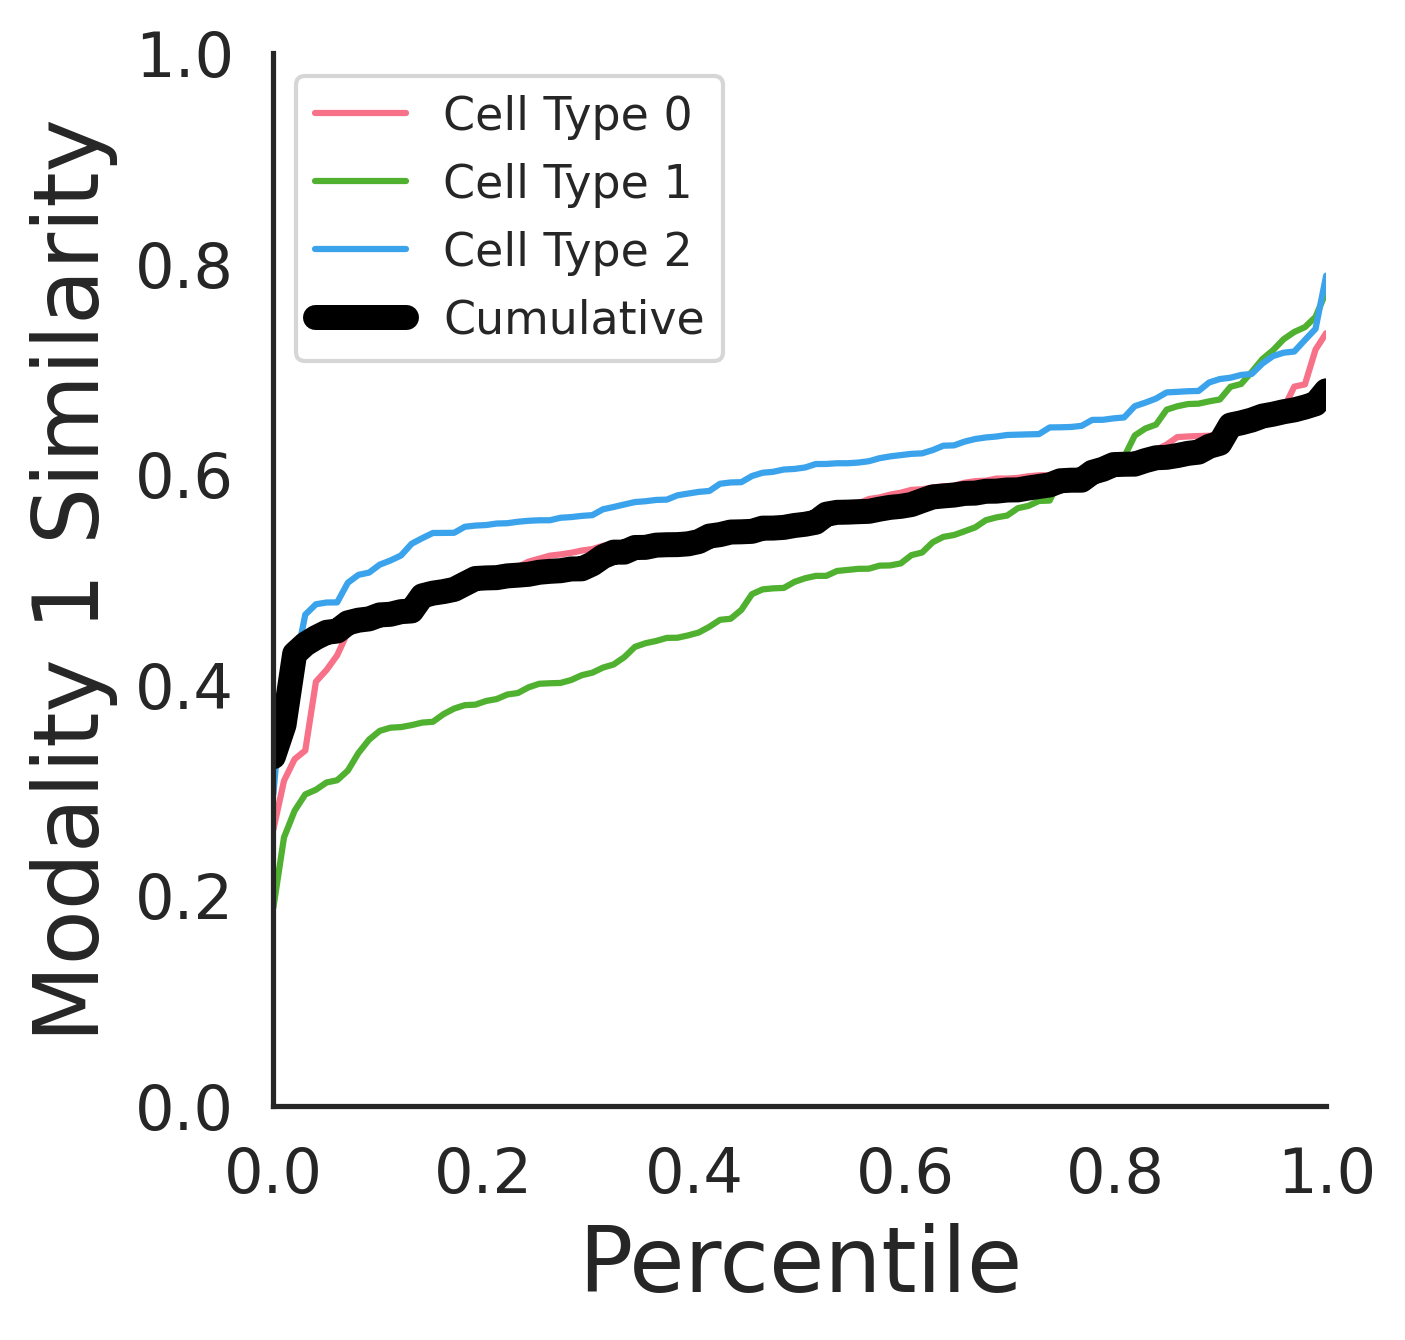 Modality 1 Similarity
1.0
0.8
0.6
0.4
0.2
0.0
Cell Type 0
Cell Type 1
Cell Type 2
Cumulative
0.0 0.2 0.4 0.6 0.8 1.0
Percentile